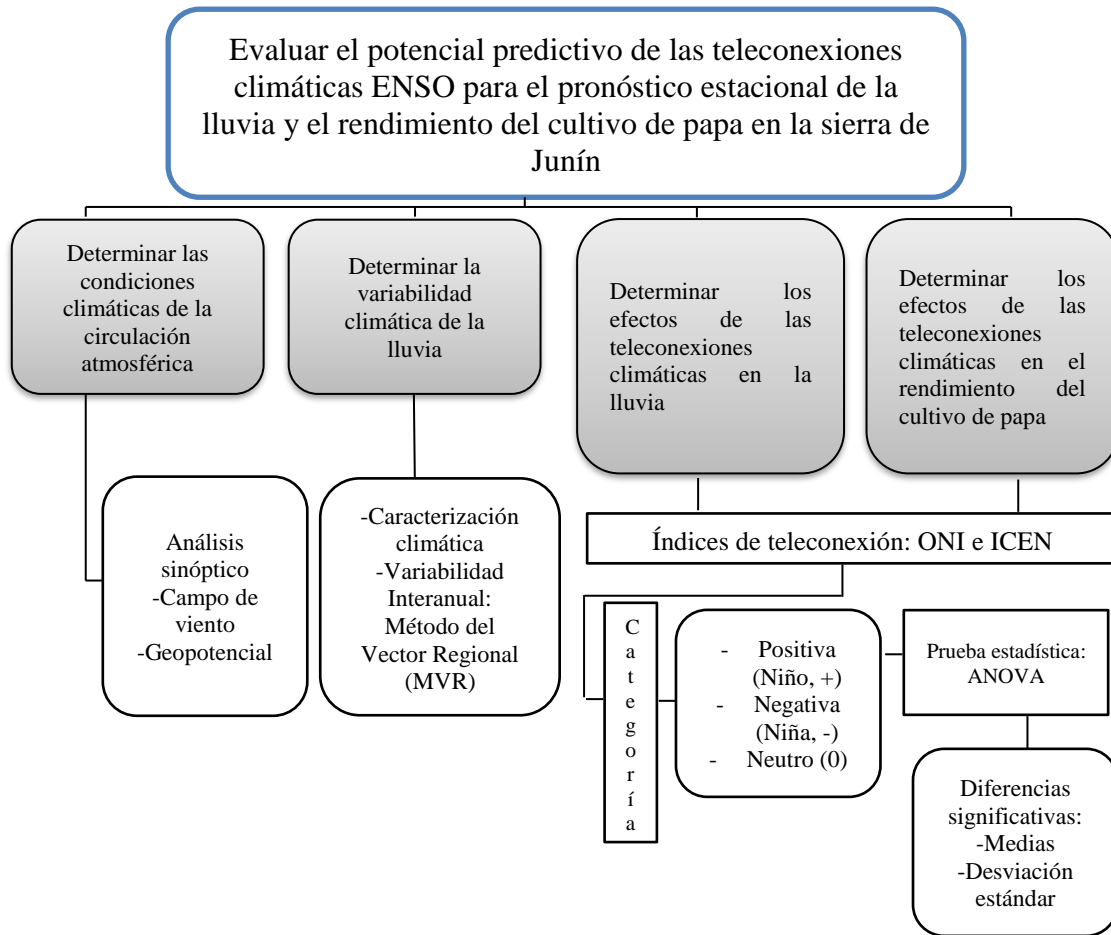 Evaluar el potencial predictivo de las teleconexiones
climáticas ENSO para el pronóstico estacional de la
lluvia y el rendimiento del cultivo de papa en la sierra de
Junín
Determinar las
condiciones
climáticas de la
circulación
atmosférica
Determinar la
variabilidad
climática de la
lluvia
Determinar los
efectos de las
teleconexiones
climáticas en la
lluvia
Determinar los
efectos de las
teleconexiones
climáticas en el
rendimiento del
cultivo de papa
Análisis
sinóptico
-Campo de
viento
-Geopotencial
-Caracterización
climática
-Variabilidad
Interanual:
Método del
Vector Regional
(MVR)
Índices de teleconexión: ONI e ICEN
C
a
t
e
g
o
r
í
a
- Positiva
(Niño, +)
- Negativa
(Niña, -)
- Neutro (0)
Prueba estadística:
ANOVA
Diferencias
significativas:
-Medias
-Desviación
estándar